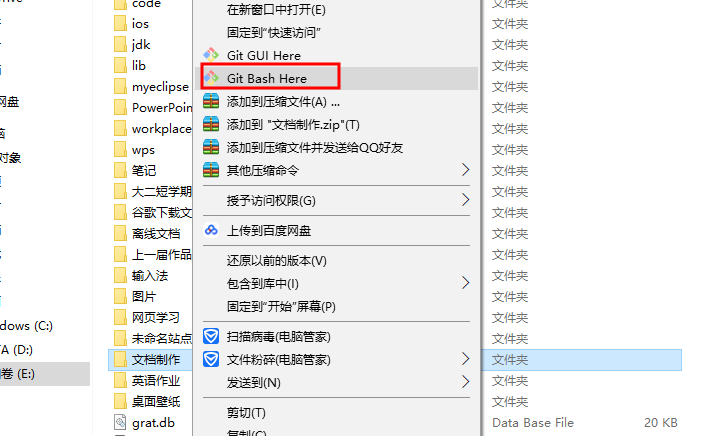 code
文件夹
在新窗口中打开(E)
ios
文件夹
固定到"快速访问"
jdk
文件夹
Git GUI Here
lib
文件夹
Git Bash Here
myeclipse
文件夹
添加到压缩文件(A) ...
PowerPoin
文件夹
添加到 "文档制作.zip"(T)
workplace
文件夹
添加到压缩文件并发送给QQ好友
wps
文件夹
其他压缩命令
笔记
文件夹
大二短学期
文件夹
授予访问权限(G)
谷歌下载文
文件夹
上传到百度网盘
离线文档
文件夹
上一届作品
文件夹
还原以前的版本(V)
输入法
文件夹
包含到库中(I)
图片
文件夹
固定到"开始"屏幕(P)
网页学习
文件夹
未命名站点
文件夹
扫描病毒(电脑管家)
文档制作
文件夹
文件粉碎(电脑管家)
英语作业
文件夹
发送到(N)
桌面壁纸
文件夹
剪切(T)
grat.db
Data Base File
20 KB
复制(C)
网盘
对象
dows (C:)
A (D:)
卷 (E:)